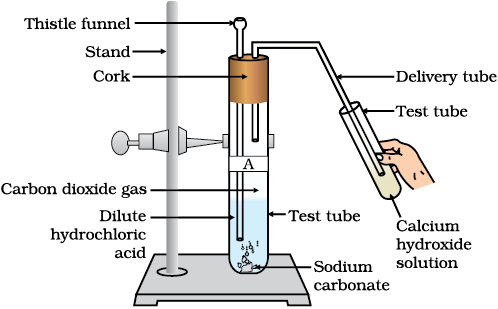 Thistle funnel
Stand
Cork
Delivery tube
Test tube
A
Carbon dioxide gas
Dilute
hydrochloric
acid
Test tube
Calcium
hydroxide
solution
Sodium
carbonate